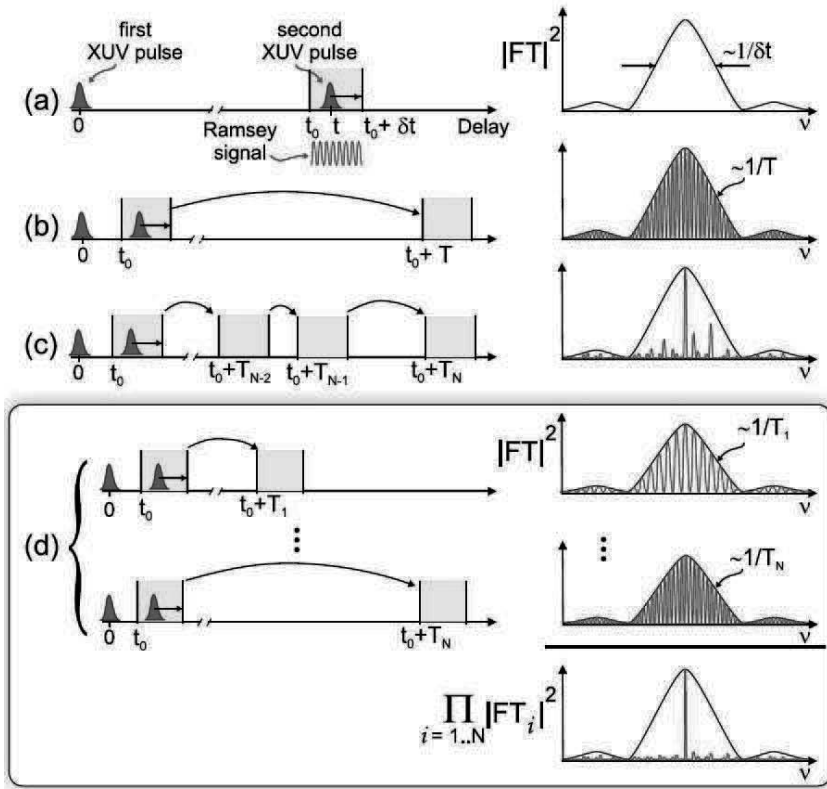 first
XUV pulse
second
XUV pulse
|FT|²
~1/δt
(a)
0
t₀ t t₀+ δt
Delay
ν
Ramsey
signal
(b)
0
t₀
t₀+ T
~1/T
ν
(c)
0
t₀
t₀+T_{N-2}
t₀+T_{N-1}
t₀+T_N
ν
(d)
0
t₀
t₀+T₁
|FT|²
~1/T₁
ν
0
t₀
t₀+T_N
~1/T_N
ν
∏ |FT_i|²
i = 1..N
ν